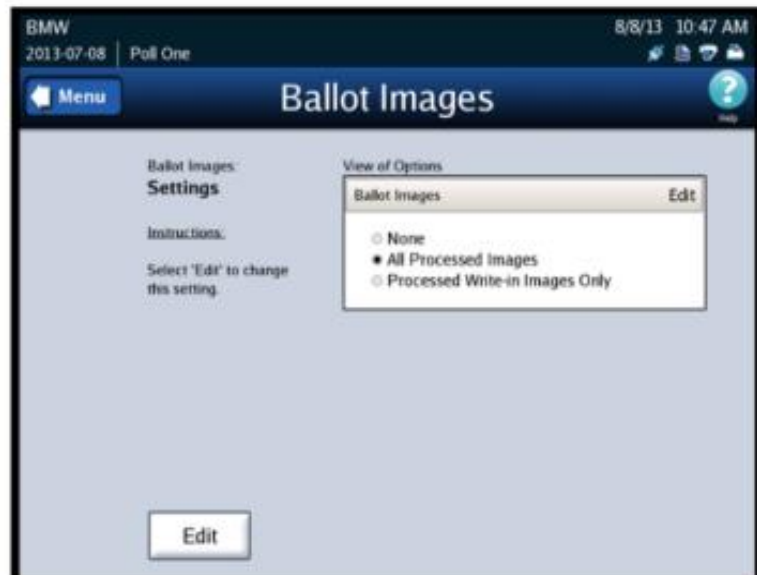 BMW
8/8/13 10:47 AM
2013-07-08 | Poll One
Menu
Ballot Images
Help
Ballot Images:
Settings
Instructions:
Select 'Edit' to change
this setting.
View of Options
Ballot Images Edit
None
All Processed Images
Processed Write-in Images Only
Edit